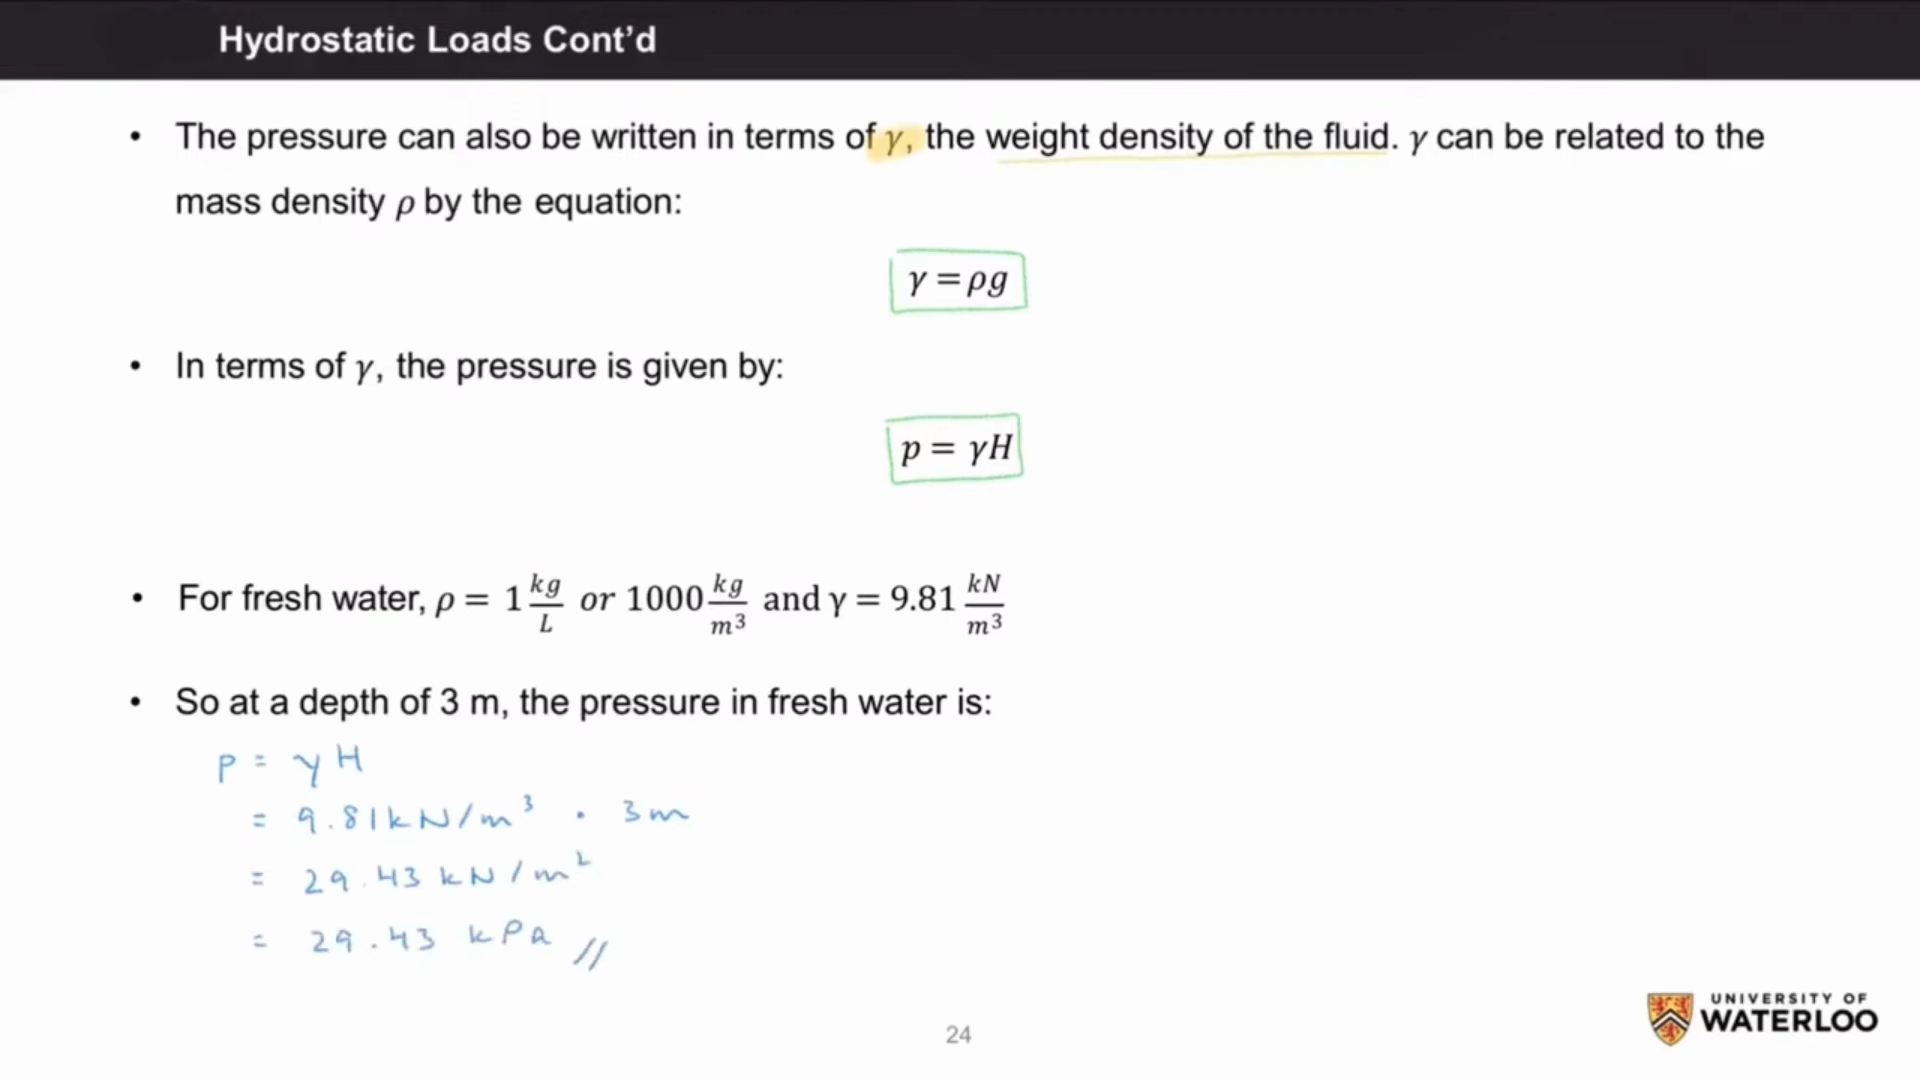 Hydrostatic Loads Cont’d
• The pressure can also be written in terms of γ, the weight density of the fluid. γ can be related to the
mass density ρ by the equation:
γ = ρg
• In terms of γ, the pressure is given by:
p = γH
• For fresh water, ρ = 1 kg/L or 1000 kg/m³ and γ = 9.81 kN/m³
• So at a depth of 3 m, the pressure in fresh water is:
P = γ H
= 9.81 kN/m³ · 3m
= 29.43 kN/m²
= 29.43 kPa //
24
UNIVERSITY OF
WATERLOO